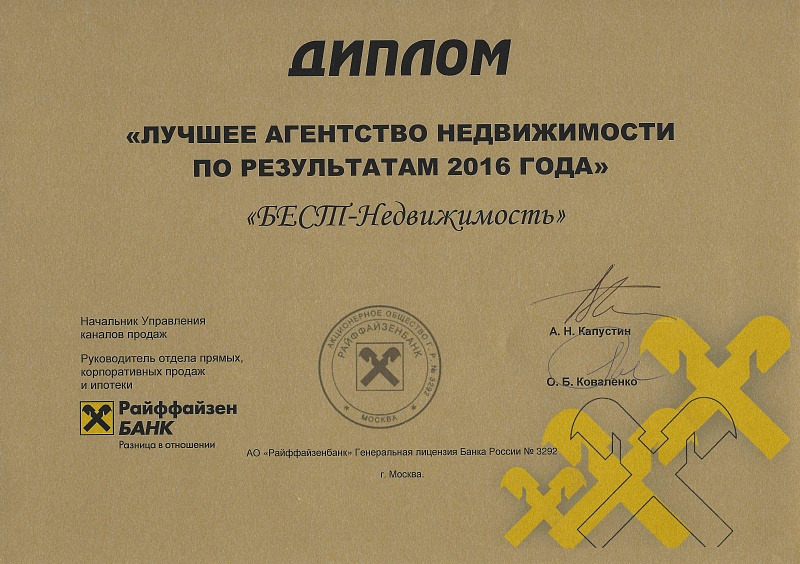 ДИПЛОМ
«ЛУЧШЕЕ АГЕНТСТВО НЕДВИЖИМОСТИ
ПО РЕЗУЛЬТАТАМ 2016 ГОДА»
«БЕСТ-Недвижимость»
Начальник Управления
каналов продаж
А. Н. Капустин
Руководитель отдела прямых,
корпоративных продаж
и ипотеки
О. Б. Коваленко
АКЦИОНЕРНОЕ ОБЩЕСТВО Г. Р. № 3292
РАЙФФАЙЗЕНБАНК
МОСКВА
Райффайзен
БАНК
Разница в отношении
АО «Райффайзенбанк» Генеральная лицензия Банка России № 3292
г. Москва.